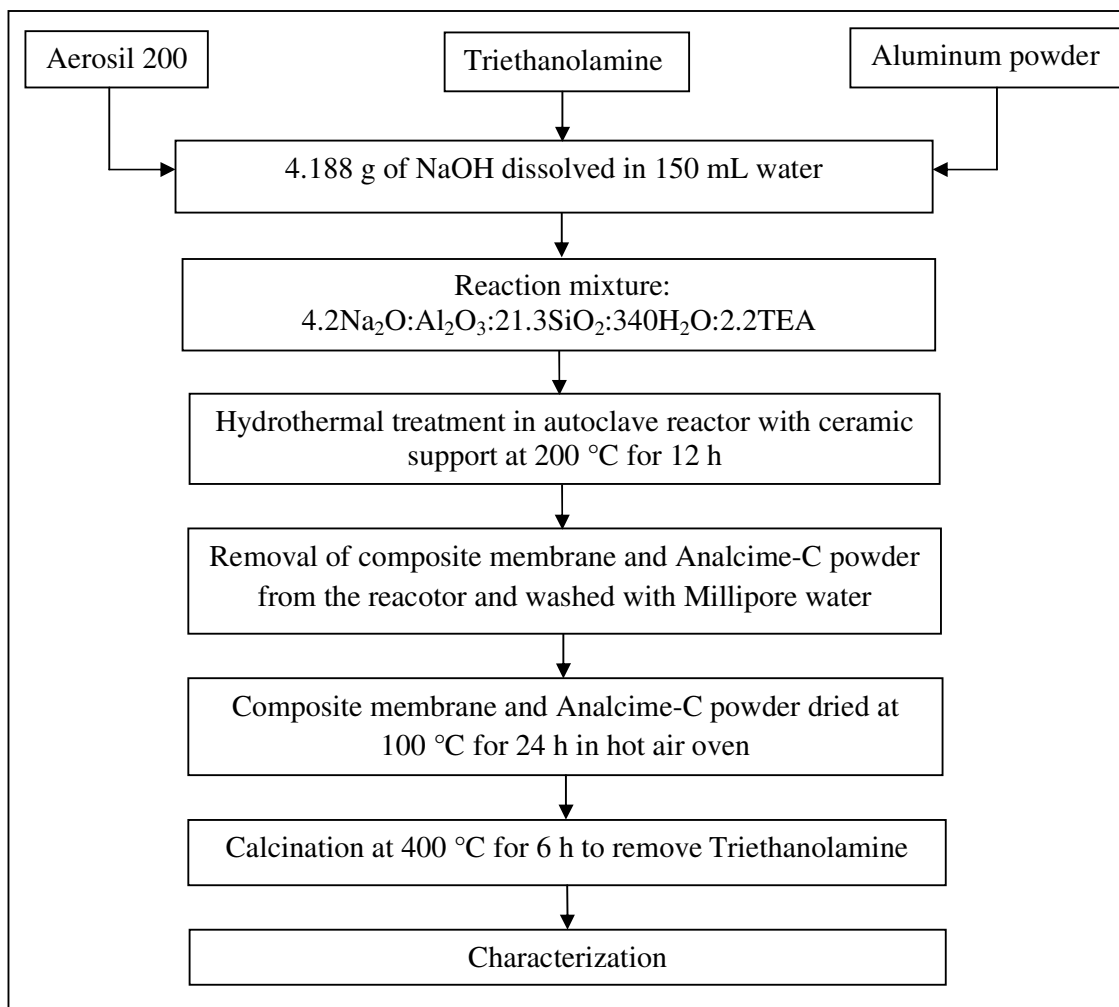 Aerosil 200
Triethanolamine
Aluminum powder
4.188 g of NaOH dissolved in 150 mL water
Reaction mixture:
4.2Na₂O:Al₂O₃:21.3SiO₂:340H₂O:2.2TEA
Hydrothermal treatment in autoclave reactor with ceramic
support at 200 °C for 12 h
Removal of composite membrane and Analcime-C powder
from the reacotor and washed with Millipore water
Composite membrane and Analcime-C powder dried at
100 °C for 24 h in hot air oven
Calcination at 400 °C for 6 h to remove Triethanolamine
Characterization